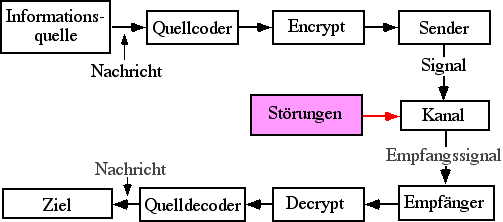 Informations-
quelle
Quellcoder
Encrypt
Sender
Nachricht
Signal
Störungen
Kanal
Empfangssignal
Nachricht
Ziel
Quelldecoder
Decrypt
Empfänger